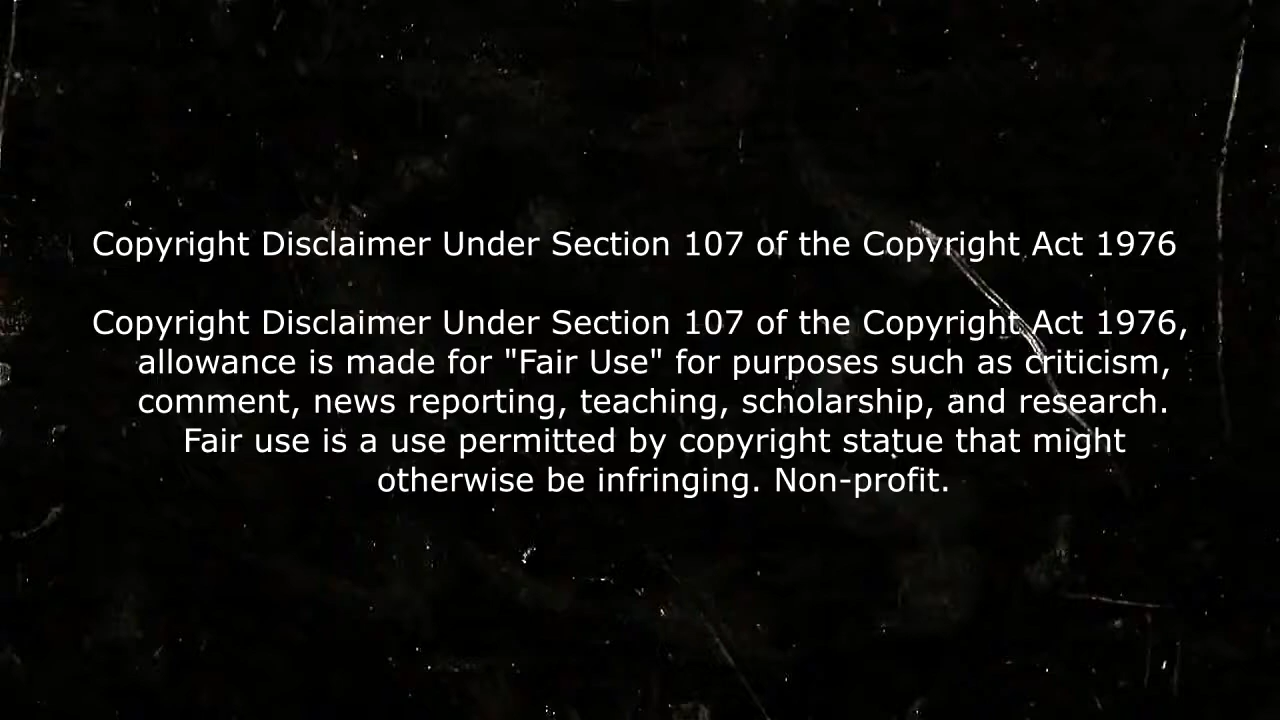 Copyright Disclaimer Under Section 107 of the Copyright Act 1976
Copyright Disclaimer Under Section 107 of the Copyright Act 1976,
allowance is made for "Fair Use" for purposes such as criticism,
comment, news reporting, teaching, scholarship, and research.
Fair use is a use permitted by copyright statue that might
otherwise be infringing. Non-profit.